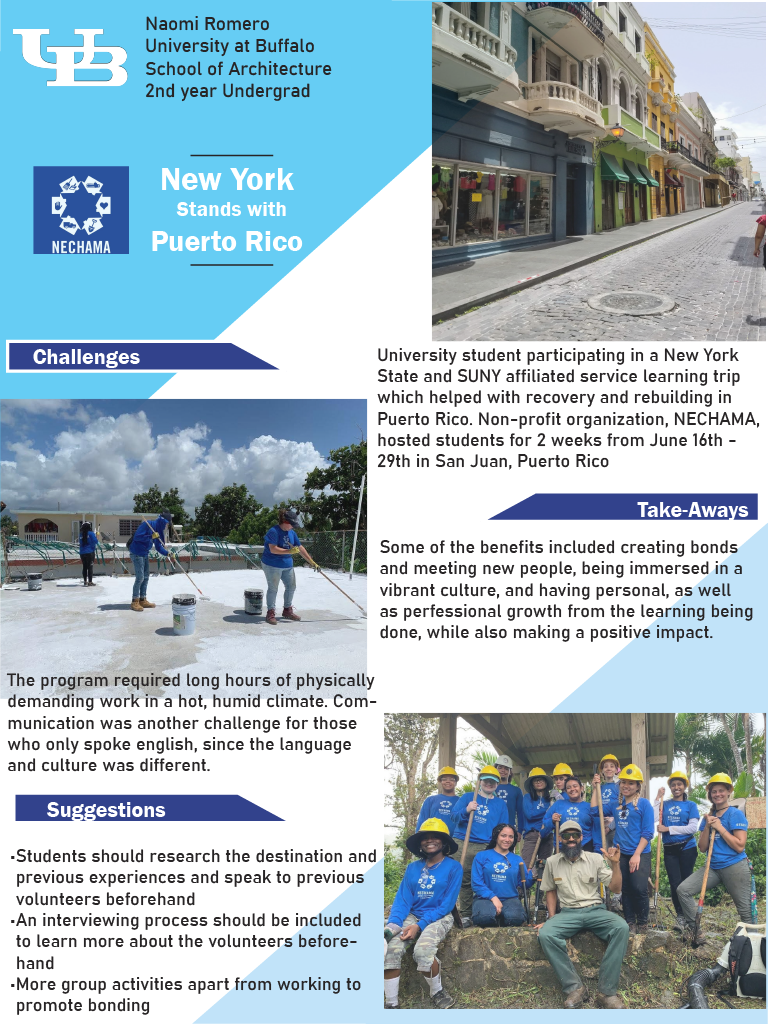 Naomi Romero
University at Buffalo
School of Architecture
2nd year Undergrad
UB
NECHAMA
New York
Stands with
Puerto Rico
Challenges
University student participating in a New York
State and SUNY affiliated service learning trip
which helped with recovery and rebuilding in
Puerto Rico. Non-profit organization, NECHAMA,
hosted students for 2 weeks from June 16th -
29th in San Juan, Puerto Rico
Take-Aways
Some of the benefits included creating bonds
and meeting new people, being immersed in a
vibrant culture, and having personal, as well
as perfessional growth from the learning being
done, while also making a positive impact.
The program required long hours of physically
demanding work in a hot, humid climate. Com-
munication was another challenge for those
who only spoke english, since the language
and culture was different.
Suggestions
•Students should research the destination and
previous experiences and speak to previous
volunteers beforehand
•An interviewing process should be included
to learn more about the volunteers before-
hand
•More group activities apart from working to
promote bonding